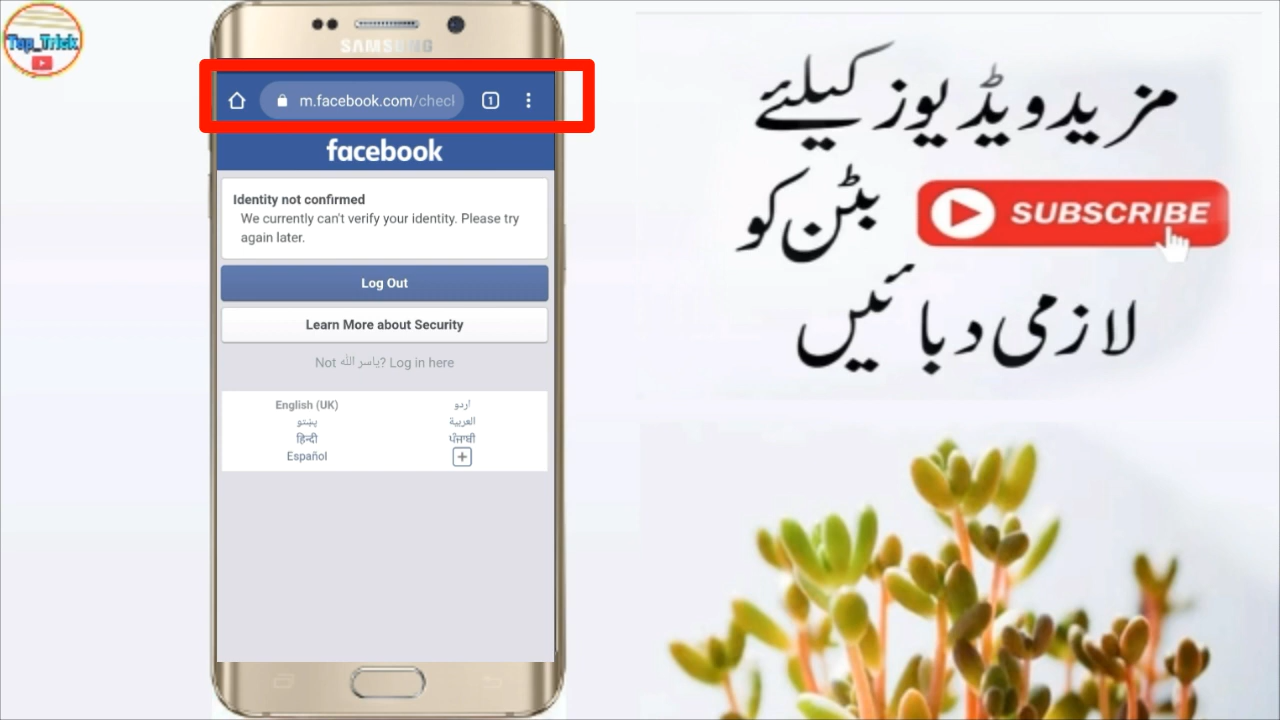 Top_Trick
SAMSUNG
1
m.facebook.com/checl
facebook
Identity not confirmed
We currently can't verify your identity. Please try
again later.
Log Out
Learn More about Security
Not ياسر الله? Log in here
English (UK)
اردو
پښتو
العربية
हिन्दी
ਪੰਜਾਬੀ
Español
مزید ویڈیوز کیلئے
SUBSCRIBE بٹن کو
لازمی دبائیں